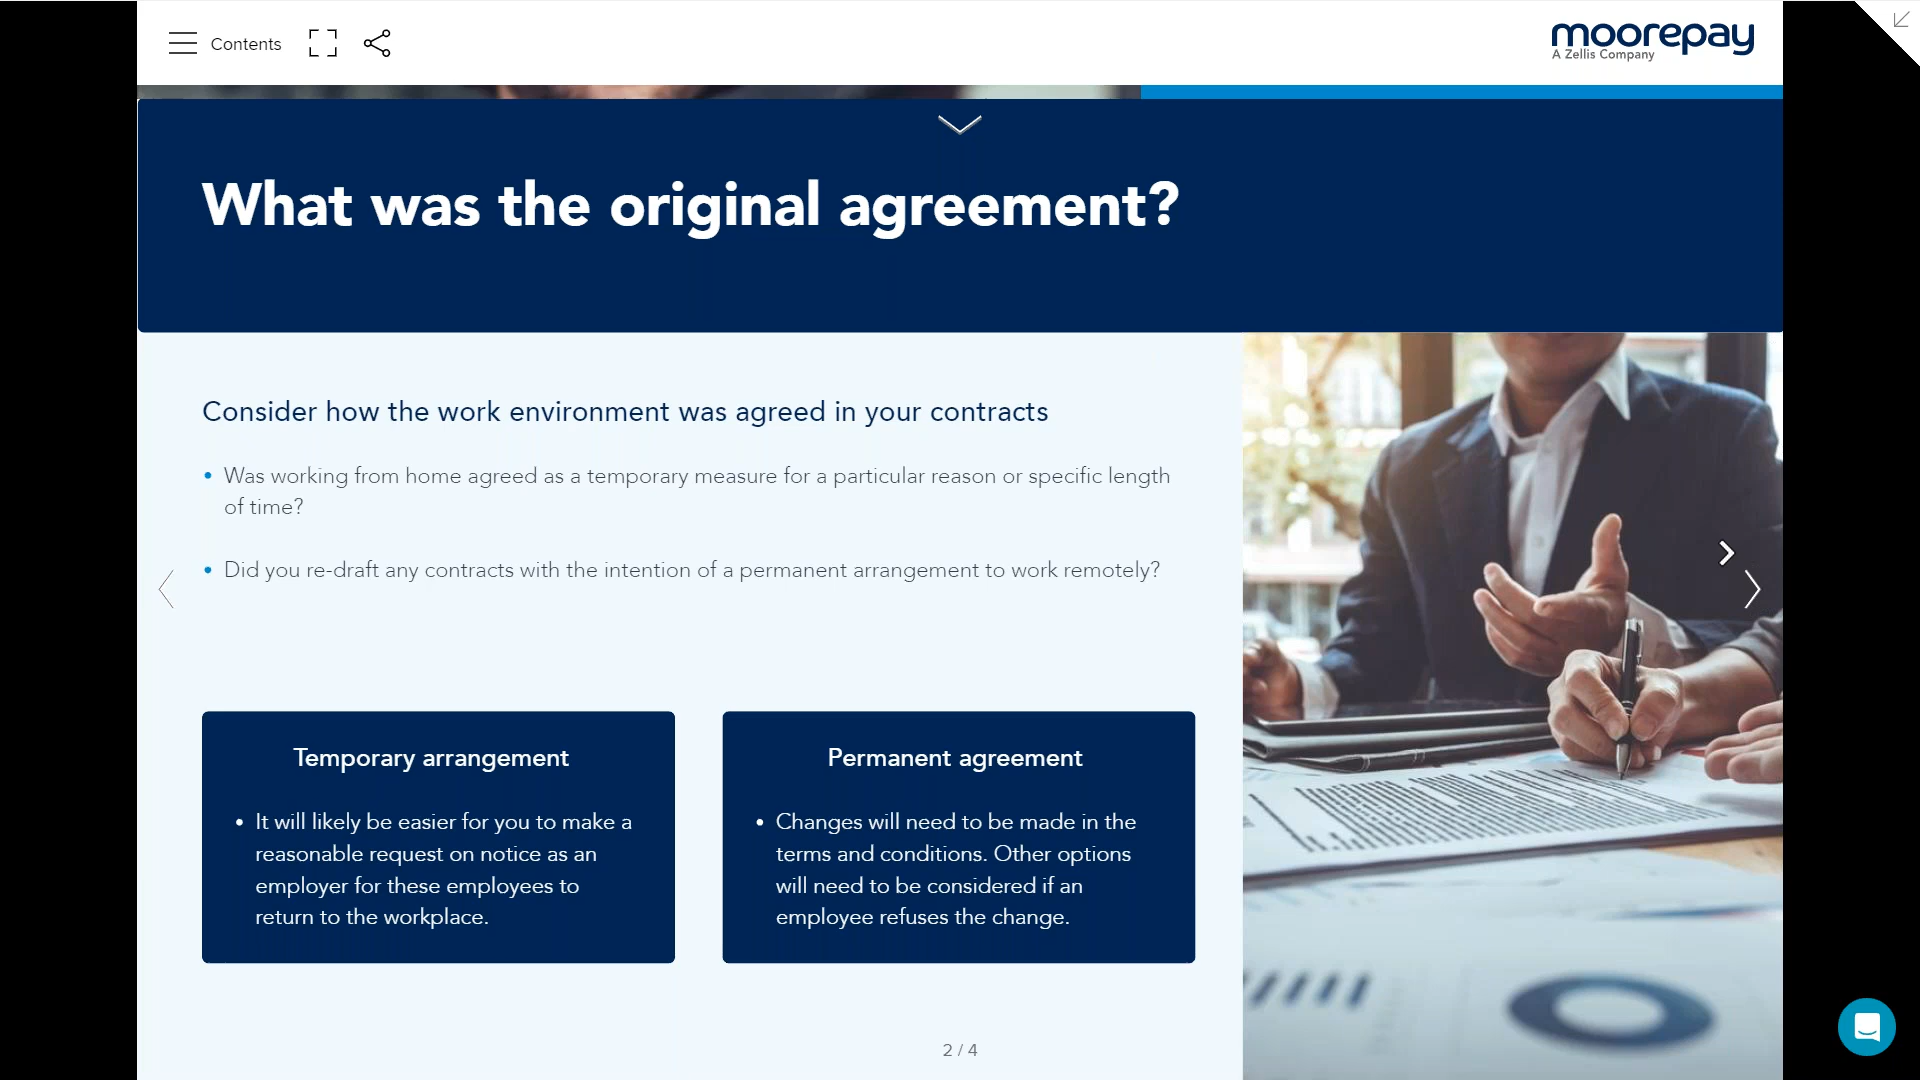 Contents
moorepay
A Zellis Company
What was the original agreement?
Consider how the work environment was agreed in your contracts
• Was working from home agreed as a temporary measure for a particular reason or specific length
of time?
• Did you re-draft any contracts with the intention of a permanent arrangement to work remotely?
Temporary arrangement
• It will likely be easier for you to make a
reasonable request on notice as an
employer for these employees to
return to the workplace.
Permanent agreement
• Changes will need to be made in the
terms and conditions. Other options
will need to be considered if an
employee refuses the change.
2 / 4